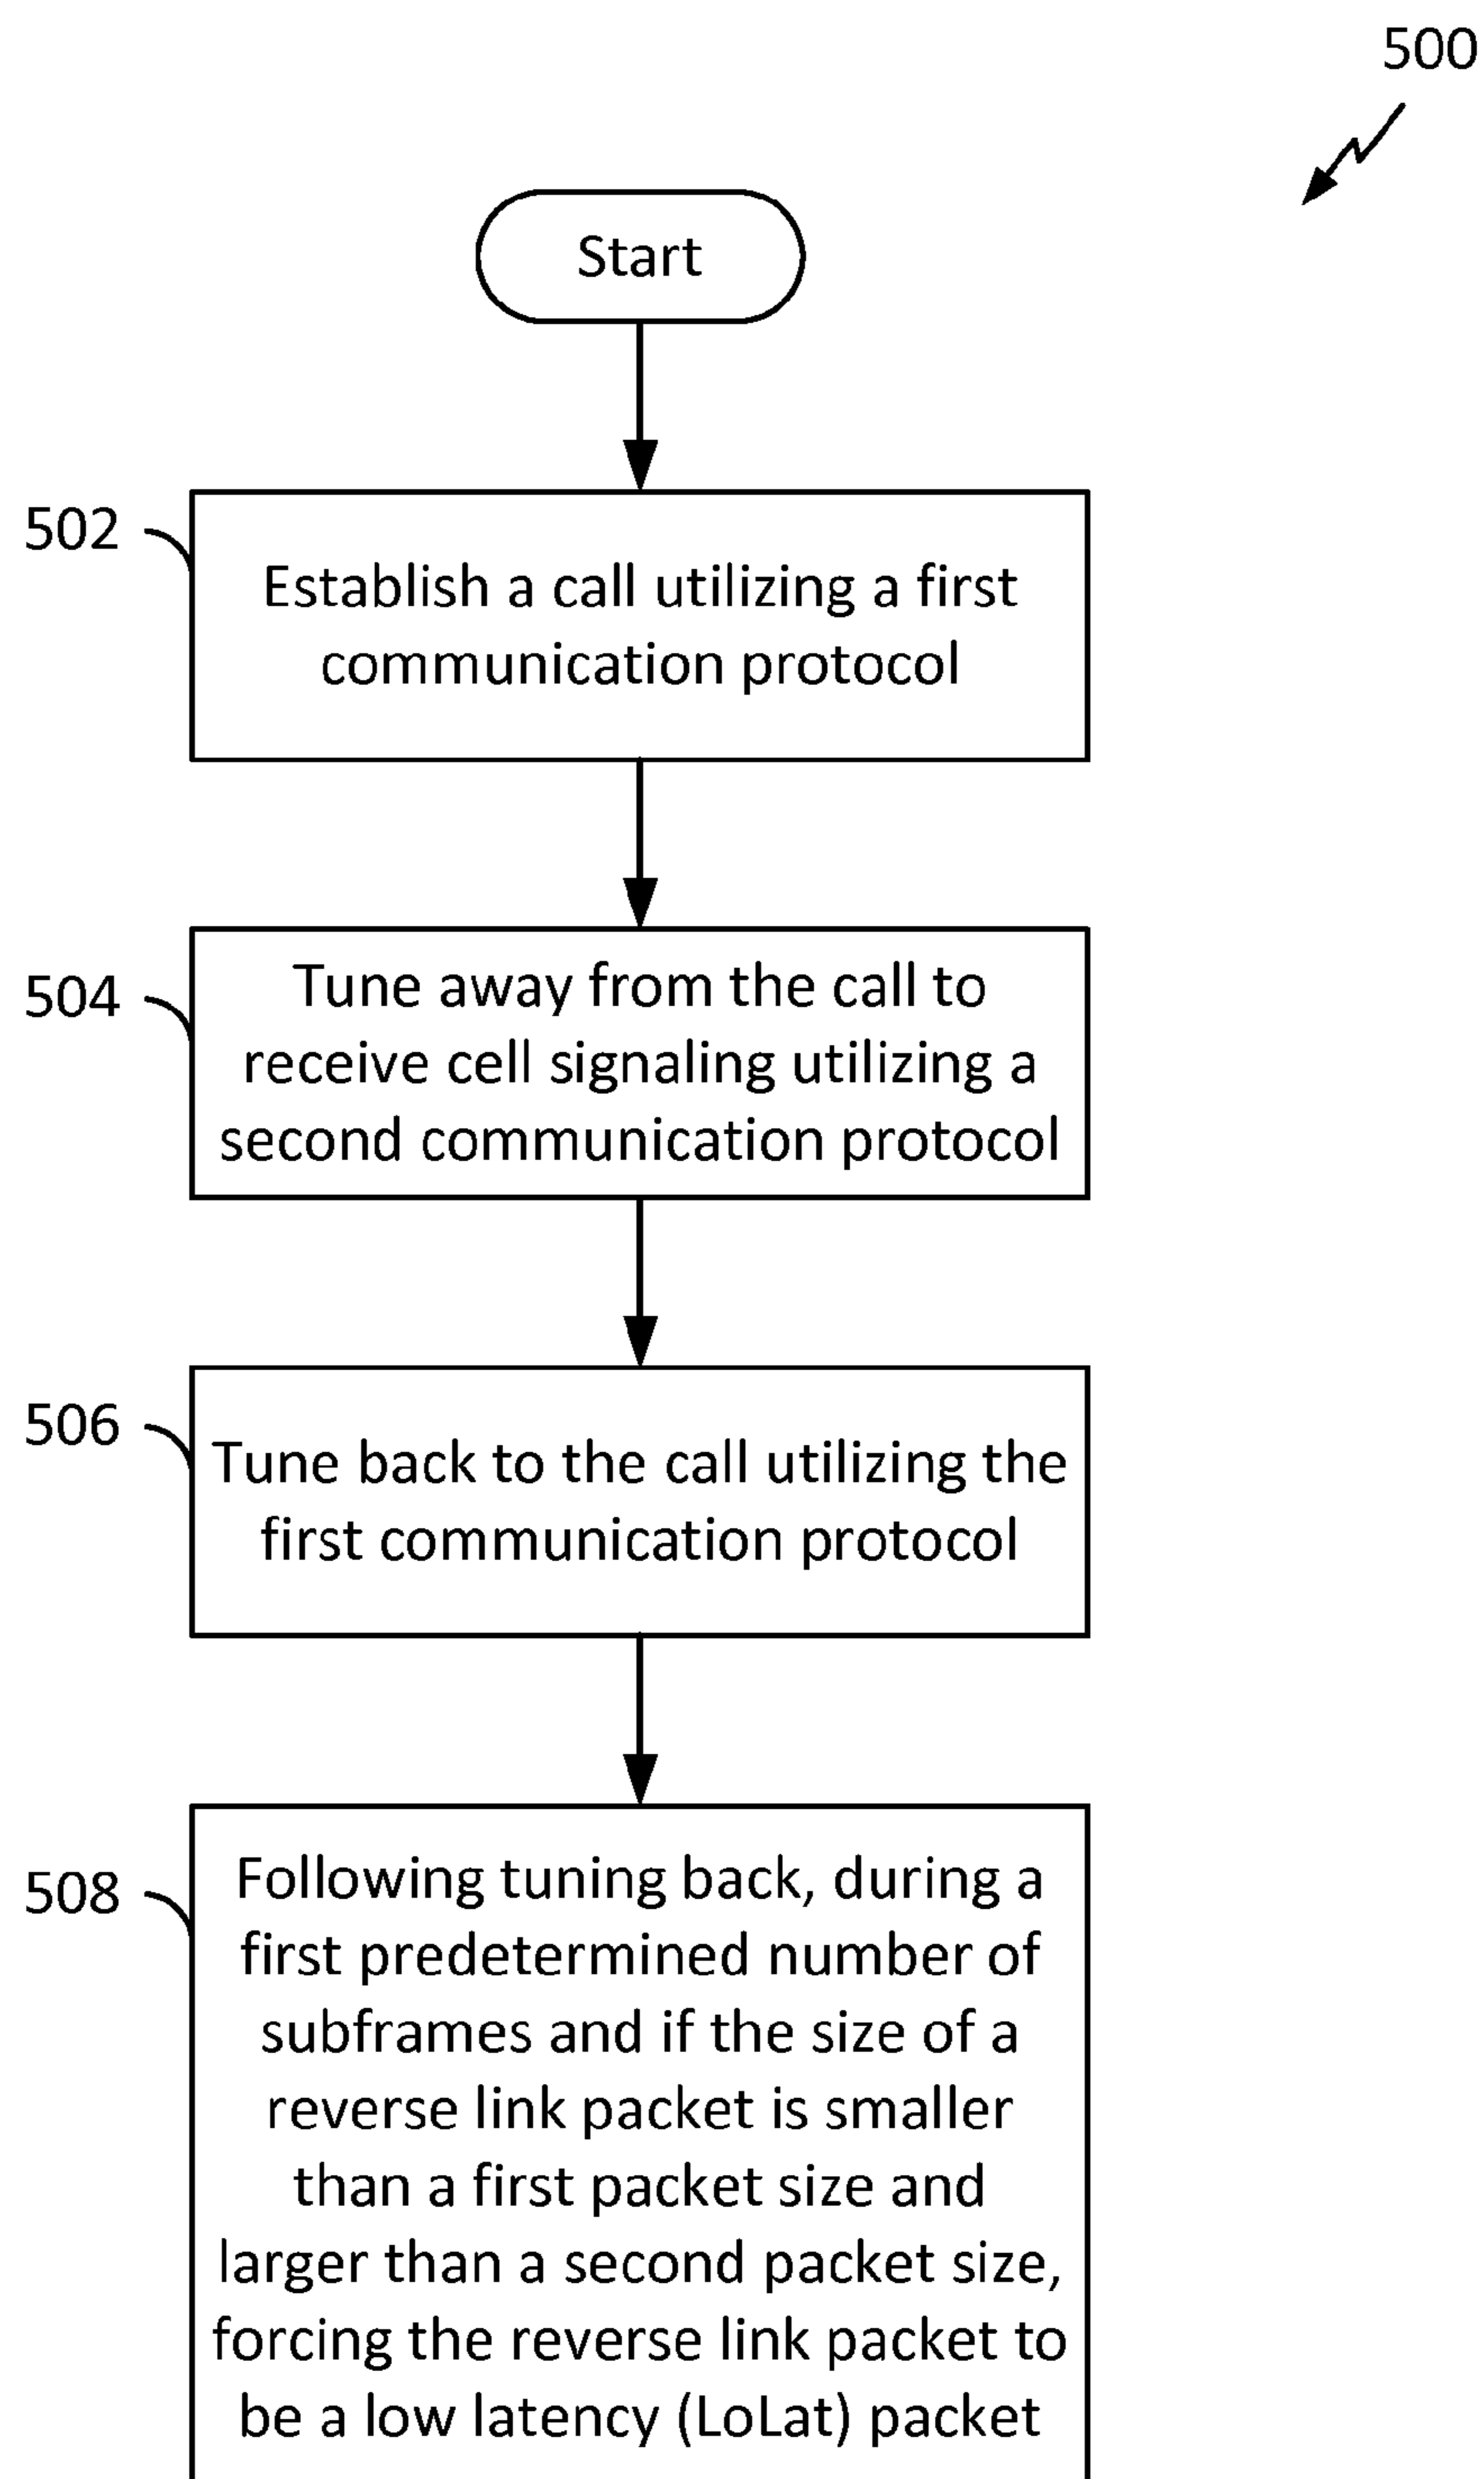 500
Start
502
Establish a call utilizing a first
communication protocol
504
Tune away from the call to
receive cell signaling utilizing a
second communication protocol
506
Tune back to the call utilizing the
first communication protocol
508
Following tuning back, during a
first predetermined number of
subframes and if the size of a
reverse link packet is smaller
than a first packet size and
larger than a second packet size,
forcing the reverse link packet to
be a low latency (LoLat) packet